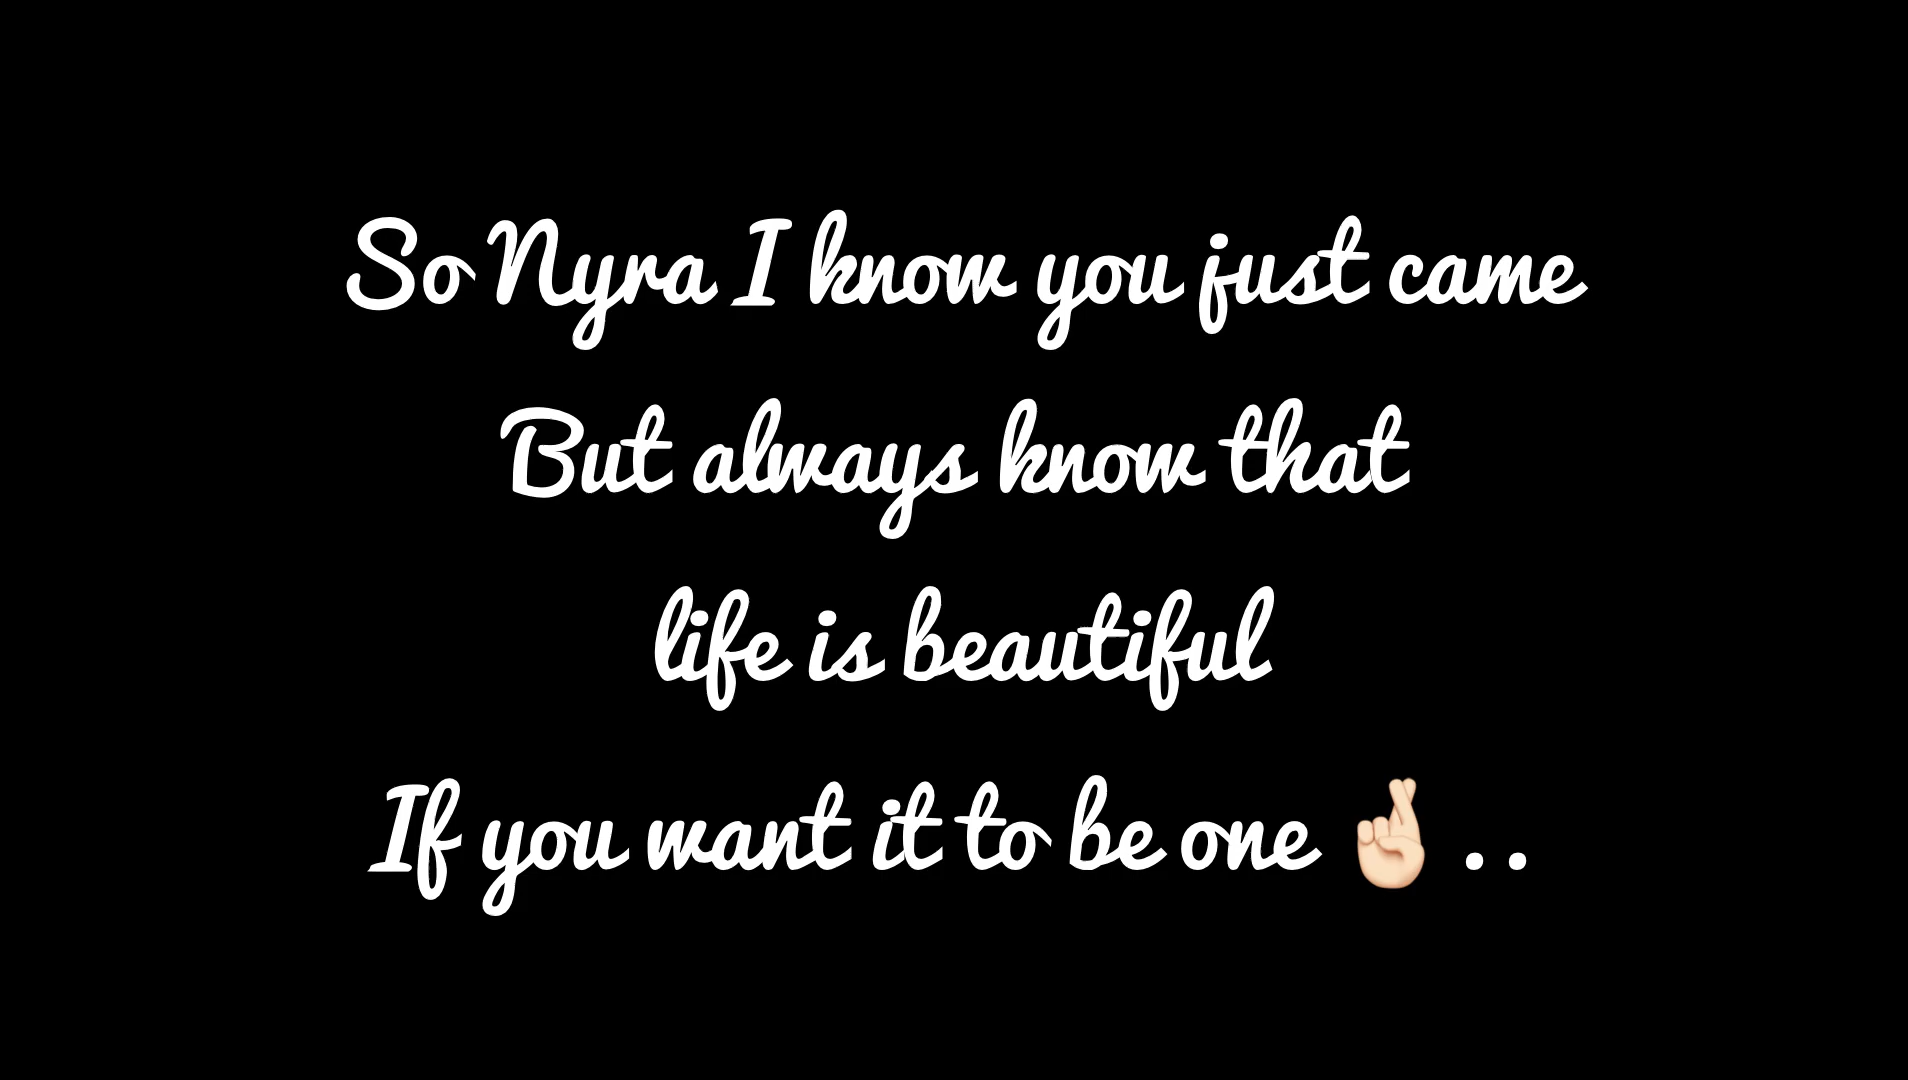 So Nyra I know you just came
But always know that
life is beautiful
If you want it to be one 🤞🏻 . .